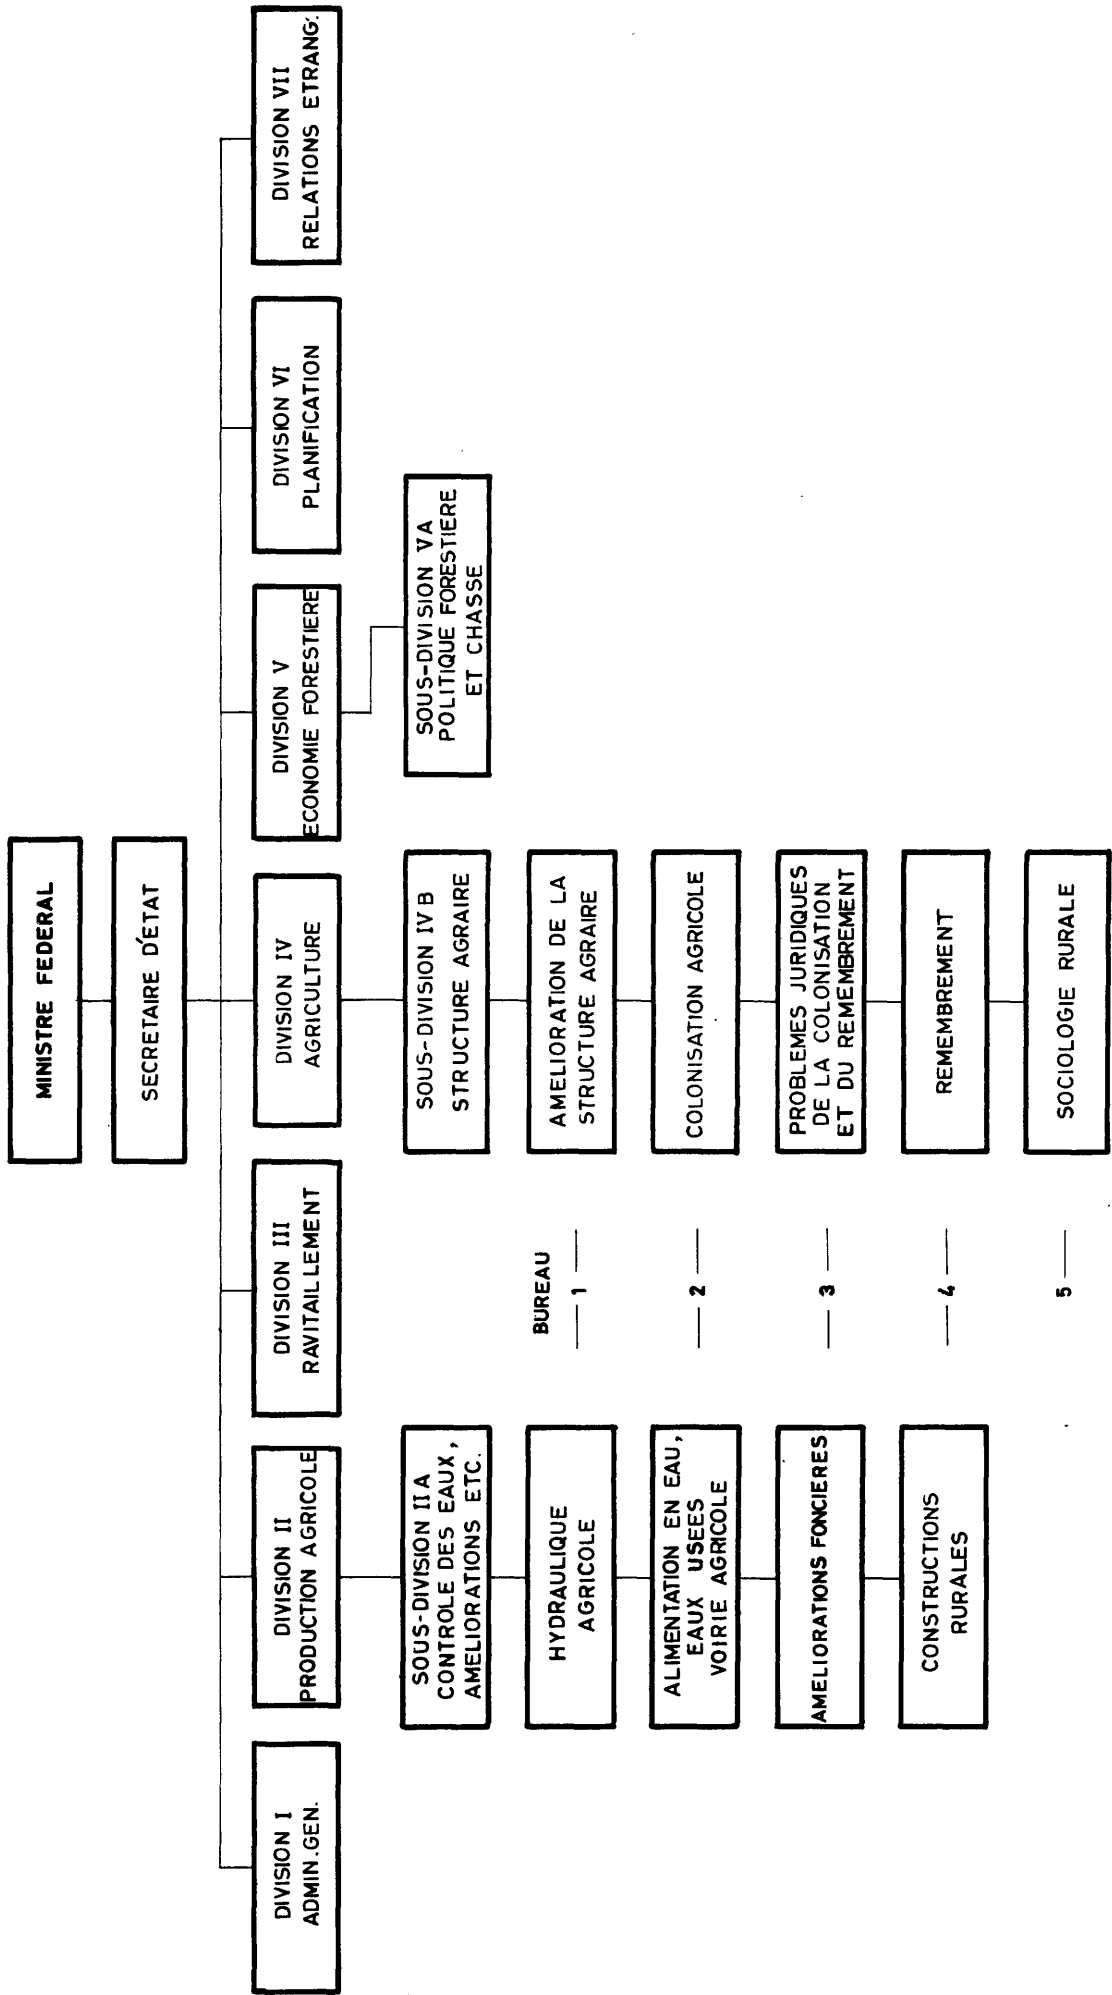 MINISTRE FEDERAL
SECRETAIRE D'ÉTAT
DIVISION I
ADMIN.GEN.
DIVISION II
PRODUCTION AGRICOLE
DIVISION III
RAVITAILLEMENT
DIVISION IV
AGRICULTURE
DIVISION V
ECONOMIE FORESTIERE
DIVISION VI
PLANIFICATION
DIVISION VII
RELATIONS ETRANG.
SOUS-DIVISION II A
CONTROLE DES EAUX,
AMELIORATIONS ETC.
SOUS-DIVISION IV B
STRUCTURE AGRAIRE
SOUS-DIVISION V A
POLITIQUE FORESTIERE
ET CHASSE
HYDRAULIQUE
AGRICOLE
BUREAU
1
AMELIORATION DE LA
STRUCTURE AGRAIRE
ALIMENTATION EN EAU,
EAUX USEES
VOIRIE AGRICOLE
2
COLONISATION AGRICOLE
AMELIORATIONS FONCIERES
3
PROBLEMES JURIDIQUES
DE LA COLONISATION
ET DU REMEMBREMENT
CONSTRUCTIONS
RURALES
4
REMEMBREMENT
5
SOCIOLOGIE RURALE